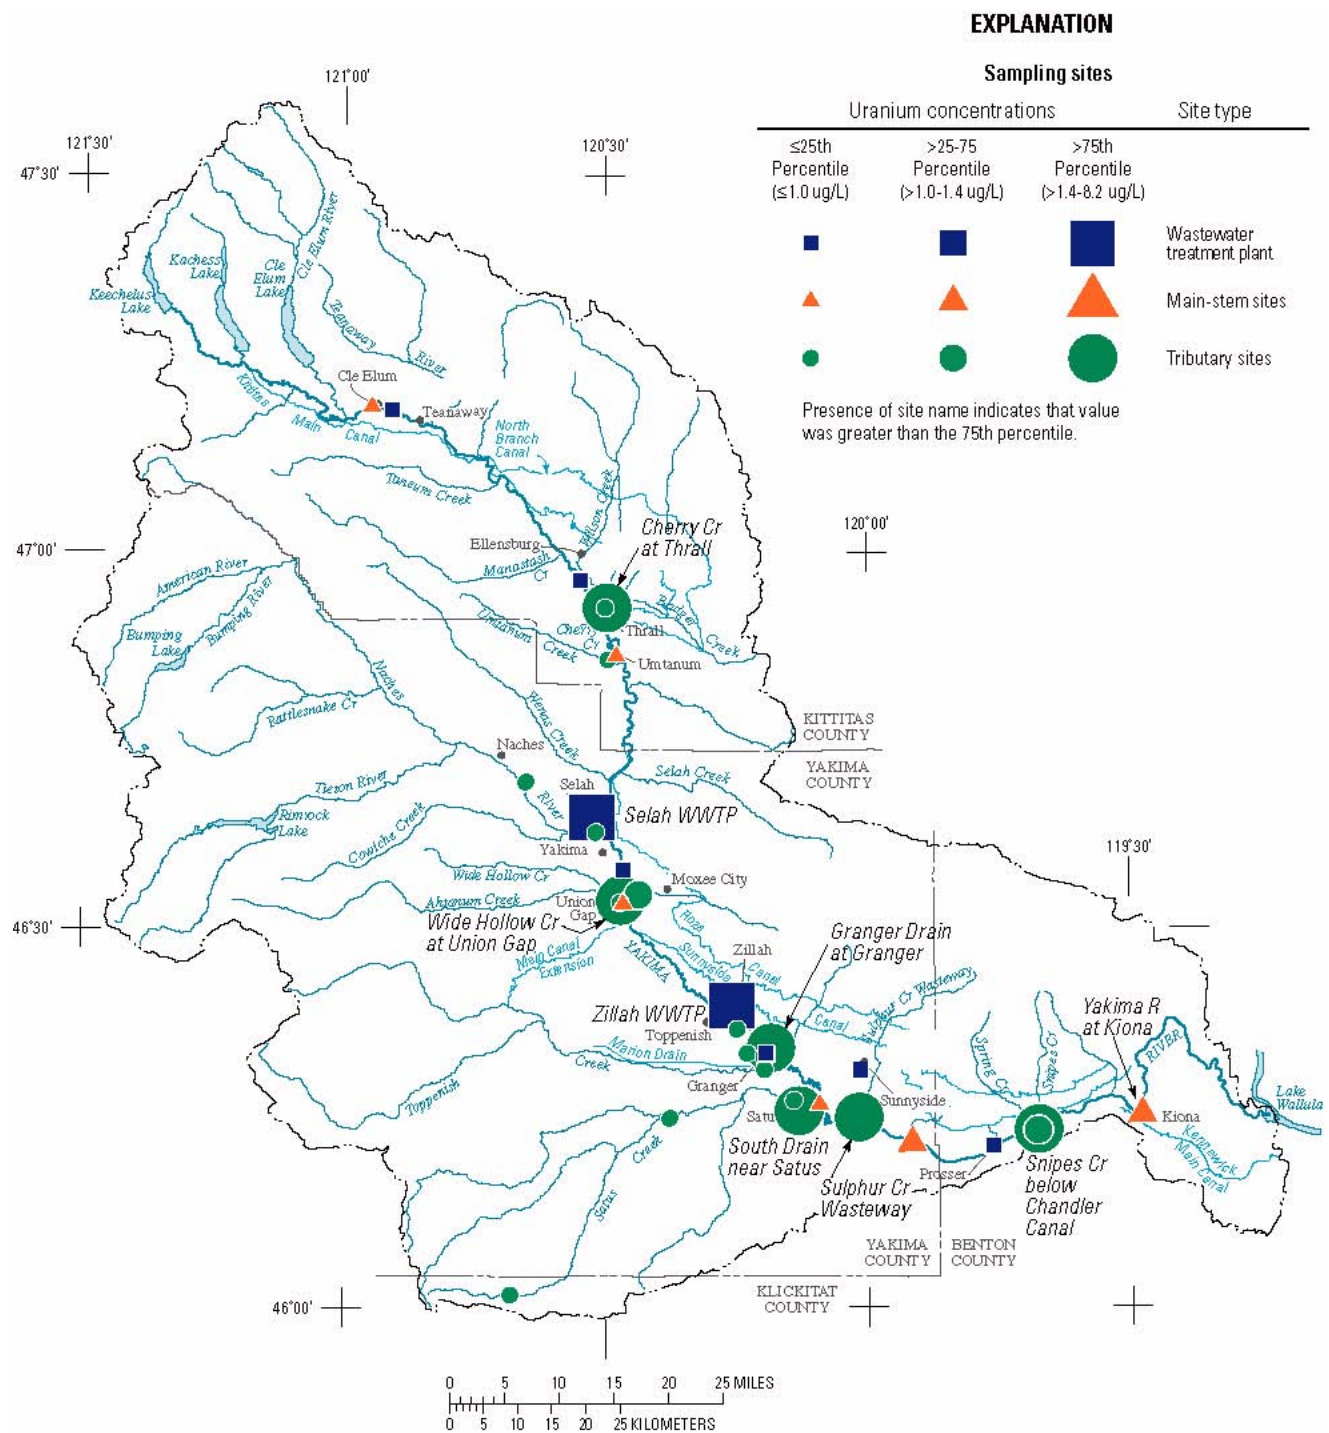 EXPLANATION
Sampling sites
Uranium concentrations
Site type
≤25th
Percentile
(≤1.0 ug/L)
>25-75
Percentile
(>1.0-1.4 ug/L)
>75th
Percentile
(>1.4-8.2 ug/L)
Wastewater
treatment plant
Main-stem sites
Tributary sites
Presence of site name indicates that value
was greater than the 75th percentile.
121°00'
121°30'
47°30'
120°30'
Kachess
Lake
Cle
Elum
Lake
Cle Elum River
Keechelus
Lake
Teanaway
River
Cle Elum
Teanaway
Kittitas
Main
Canal
North
Branch
Canal
Taneum Creek
Wilson Creek
Cherry Cr
at Thrall
120°00'
47°00'
Ellensburg
Manastash
Cr
American River
Bumping River
Bumping
Lake
Umtanum
Creek
Cherry
Cr
Thrall
Badger
Creek
Umtanum
Naches
Rattlesnake Cr
Wenas Creek
KITTITAS
COUNTY
YAKIMA
COUNTY
Naches
Selah
Selah Creek
Tieton River
River
Selah WWTP
Rimrock
Lake
Cowiche Creek
Yakima
119°30'
Wide Hollow Cr
Moxee City
Ahtanum Creek
Union
Gap
46°30'
Wide Hollow Cr
at Union Gap
Roza
Canal
Granger Drain
at Granger
Main Canal
Extension
YAKIMA
Sunnyside
Canal
Zillah
Sulphur Cr Wasteway
Zillah WWTP
Toppenish
Yakima R
at Kiona
RIVER
Marion Drain
Spring Cr
Snipes Cr
Toppenish
Creek
Granger
Sunnyside
Lake
Wallula
Satus
Kiona
South Drain
near Satus
Kennewick
Main Canal
Creek
Satus
Prosser
Sulphur Cr
Wasteway
Snipes Cr
below
Chandler
Canal
YAKIMA
COUNTY
BENTON
COUNTY
KLICKITAT
COUNTY
46°00'
0 5 10 15 20 25 MILES
0 5 10 15 20 25 KILOMETERS